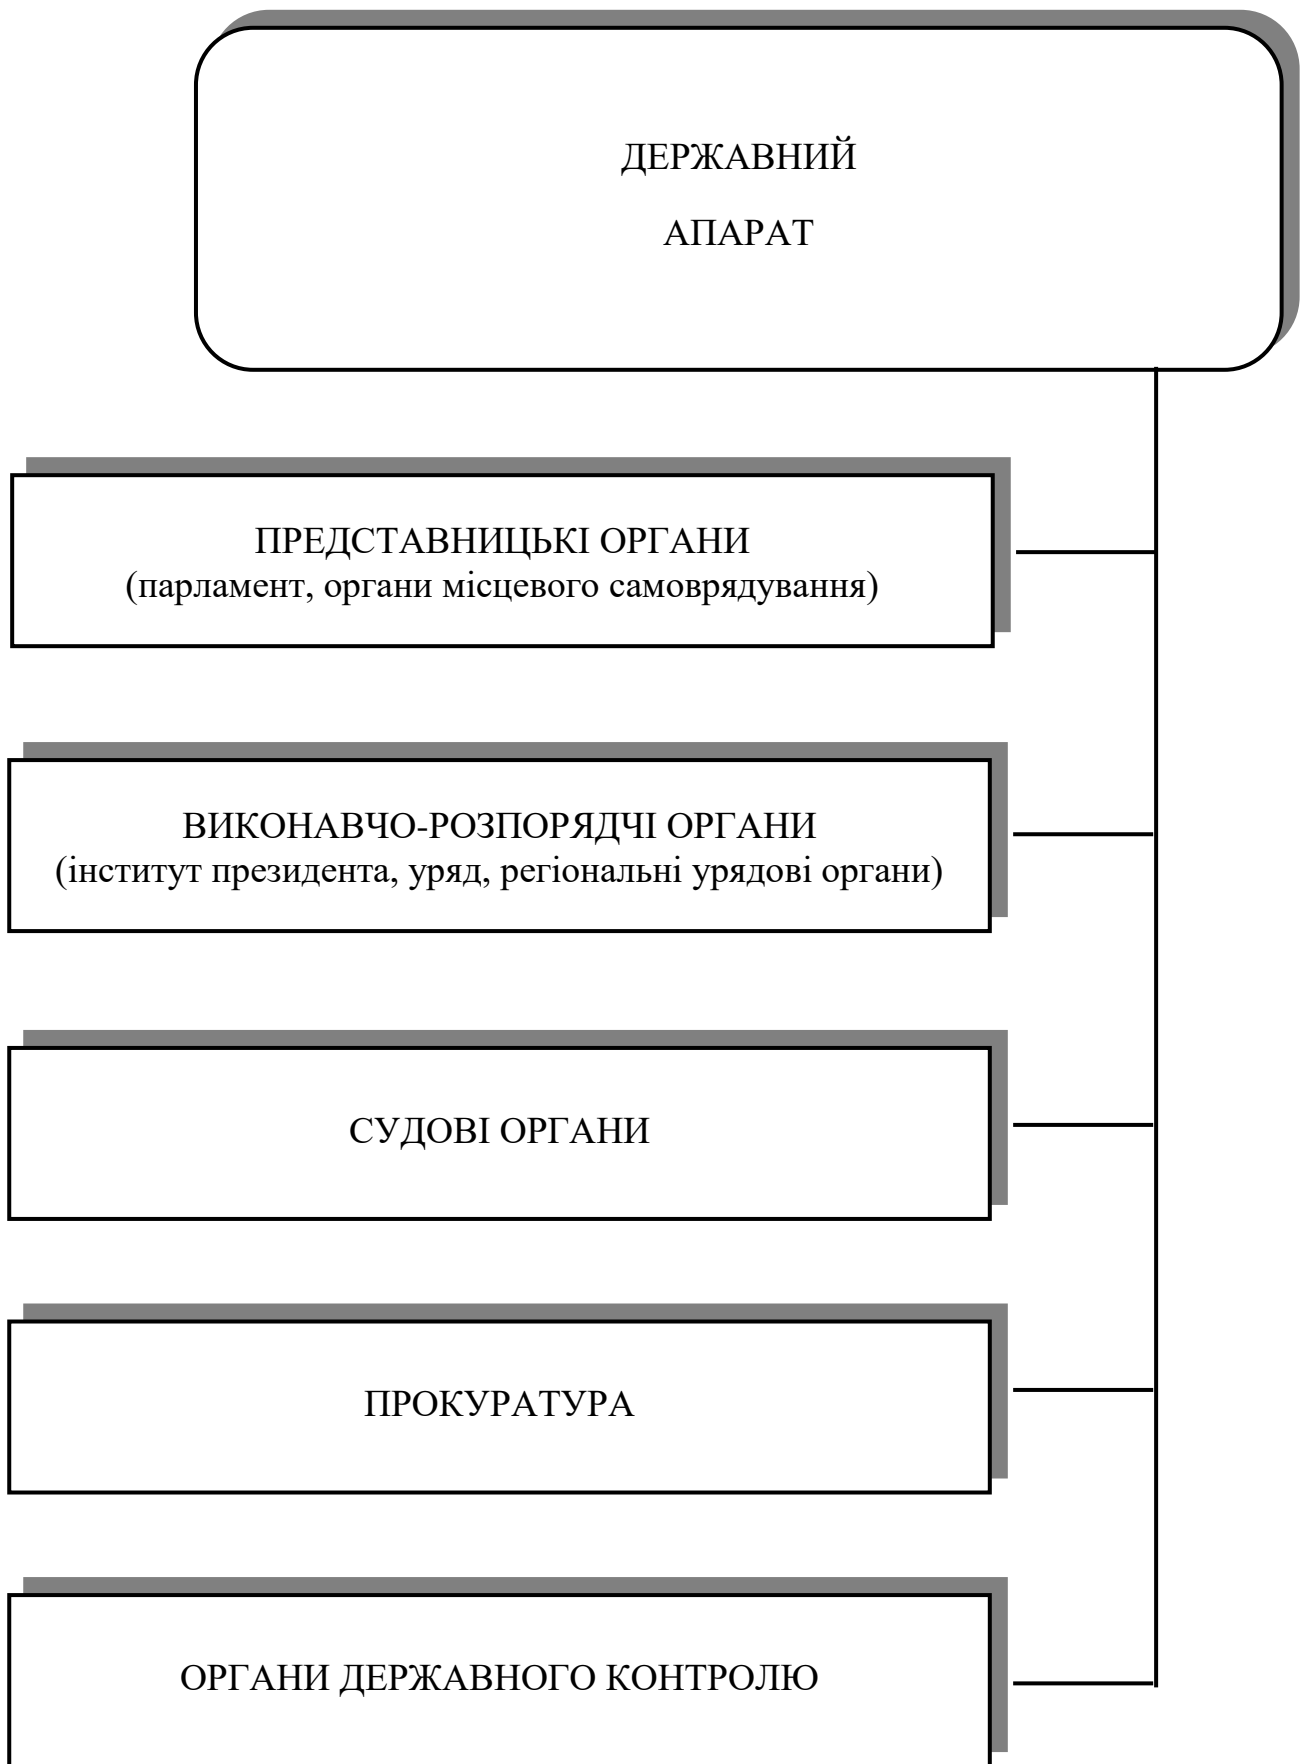 ДЕРЖАВНИЙ
АПАРАТ
ПРЕДСТАВНИЦЬКІ ОРГАНИ
(парламент, органи місцевого самоврядування)
ВИКОНАВЧО-РОЗПОРЯДЧІ ОРГАНИ
(інститут президента, уряд, регіональні урядові органи)
СУДОВІ ОРГАНИ
ПРОКУРАТУРА
ОРГАНИ ДЕРЖАВНОГО КОНТРОЛЮ